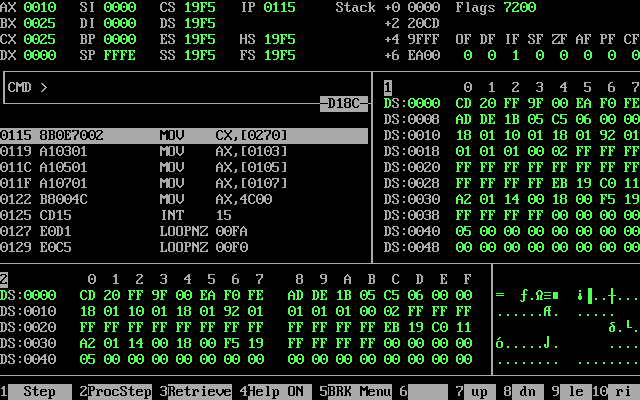 AX 0010 SI 0000 CS 19F5 IP 0115 Stack +0 0000 Flags 7200
BX 0025 DI 0000 DS 19F5 +2 20CD
CX 0025 BP 0000 ES 19F5 HS 19F5 +4 9FFF OF DF IF SF ZF AF PF CF
DX 0000 SP FFFE SS 19F5 FS 19F5 +6 EA00 0 0 1 0 0 0 0 0
CMD >
D18C
0115 8B0E7002 MOV CX,[0270]
0119 A10301 MOV AX,[0103]
011C A10501 MOV AX,[0105]
011F A10701 MOV AX,[0107]
0122 B8004C MOV AX,4C00
0125 CD15 INT 15
0127 E0D1 LOOPNZ 00FA
0129 E0C5 LOOPNZ 00F0
1 0 1 2 3 4 5 6 7
DS:0000 CD 20 FF 9F 00 EA F0 FE
DS:0008 AD DE 1B 05 C5 06 00 00
DS:0010 18 01 10 01 18 01 92 01
DS:0018 01 01 01 00 02 FF FF FF
DS:0020 FF FF FF FF FF FF FF FF
DS:0028 FF FF FF FF EB 19 C0 11
DS:0030 A2 01 14 00 18 00 F5 19
DS:0038 FF FF FF FF 00 00 00 00
DS:0040 05 00 00 00 00 00 00 00
DS:0048 00 00 00 00 00 00 00 00
2 0 1 2 3 4 5 6 7 8 9 A B C D E F
DS:0000 CD 20 FF 9F 00 EA F0 FE AD DE 1B 05 C5 06 00 00 = ƒ.Ω≡■ ¡▐..┼...
DS:0010 18 01 10 01 18 01 92 01 01 01 01 00 02 FF FF FF ......Æ. .....
DS:0020 FF FF FF FF FF FF FF FF FF FF FF FF EB 19 C0 11 δ.└.
DS:0030 A2 01 14 00 18 00 F5 19 FF FF FF FF 00 00 00 00 ó.....⌡. ....
DS:0040 05 00 00 00 00 00 00 00 00 00 00 00 00 00 00 00 ........ ........
1 Step 2ProcStep 3Retrieve 4Help ON 5BRK Menu 6 7 up 8 dn 9 le 10 ri